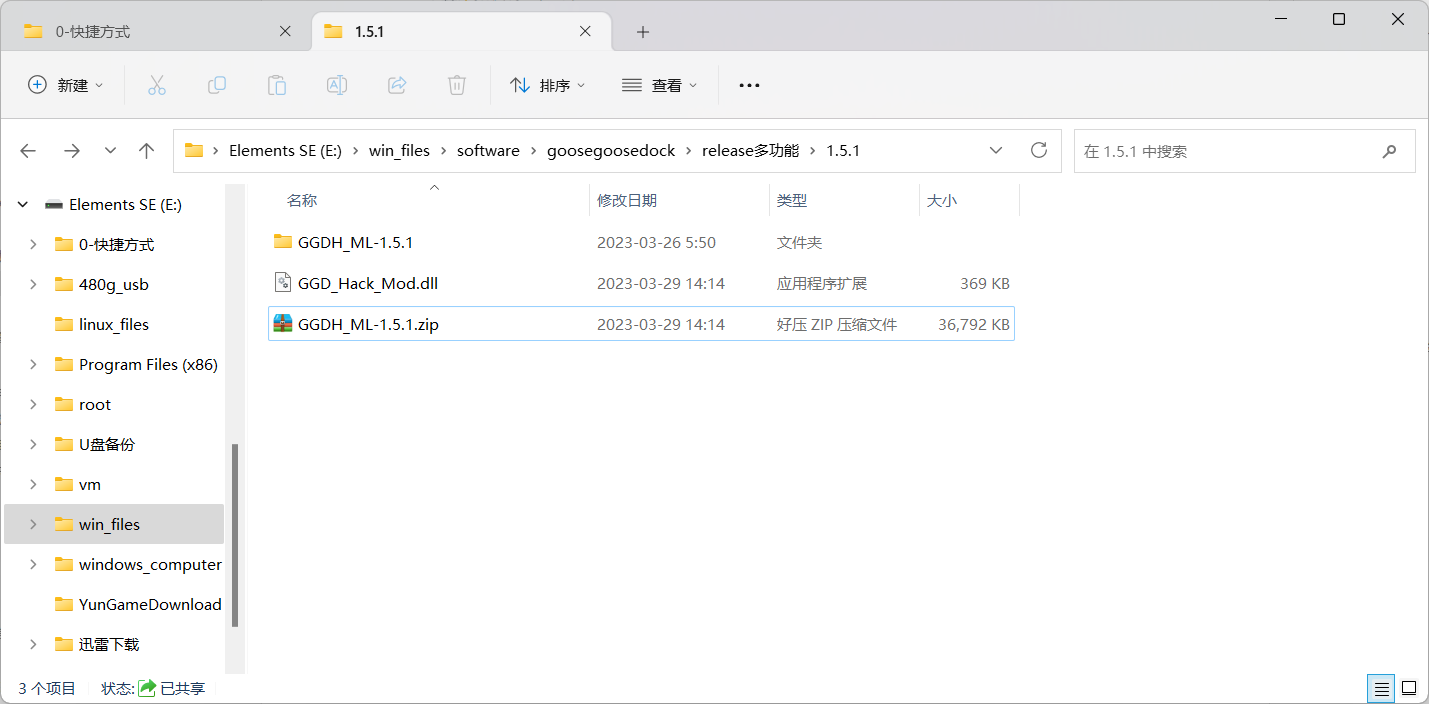 0-快捷方式
1.5.1
新建
排序
查看
Elements SE (E:) › win_files › software › goosegoosedock › release多功能 › 1.5.1
在 1.5.1 中搜索
Elements SE (E:)
0-快捷方式
480g_usb
linux_files
Program Files (x86)
root
U盘备份
vm
win_files
windows_computer
YunGameDownload
迅雷下载
名称 修改日期 类型 大小
GGDH_ML-1.5.1 2023-03-26 5:50 文件夹
GGD_Hack_Mod.dll 2023-03-29 14:14 应用程序扩展 369 KB
GGDH_ML-1.5.1.zip 2023-03-29 14:14 好压 ZIP 压缩文件 36,792 KB
3 个项目 状态: 已共享